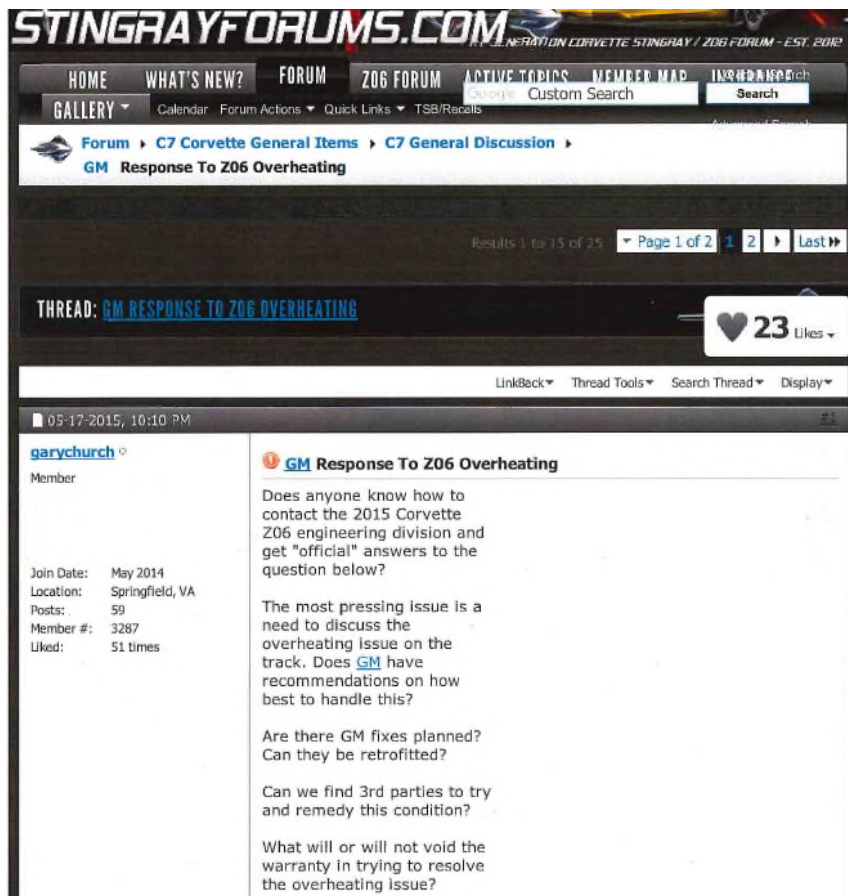 STINGRAYFORUMS.COM
GENERATION CORVETTE STINGRAY / Z06 FORUM - EST. 2012
HOME WHAT'S NEW? FORUM Z06 FORUM ACTIVE TOPICS MEMBER MAP INSURANCE
Google Custom Search Search
GALLERY Calendar Forum Actions Quick Links TSB/Recalls
Advanced Search
Forum C7 Corvette General Items C7 General Discussion
GM Response To Z06 Overheating
Results 1 to 15 of 25 Page 1 of 2 1 2 Last
THREAD: GM RESPONSE TO Z06 OVERHEATING
23 Likes
LinkBack Thread Tools Search Thread Display
05-17-2015, 10:10 PM #1
garychurch
Member
Join Date: May 2014
Location: Springfield, VA
Posts: 59
Member #: 3287
Liked: 51 times
GM Response To Z06 Overheating
Does anyone know how to
contact the 2015 Corvette
Z06 engineering division and
get "official" answers to the
question below?
The most pressing issue is a
need to discuss the
overheating issue on the
track. Does GM have
recommendations on how
best to handle this?
Are there GM fixes planned?
Can they be retrofitted?
Can we find 3rd parties to try
and remedy this condition?
What will or will not void the
warranty in trying to resolve
the overheating issue?